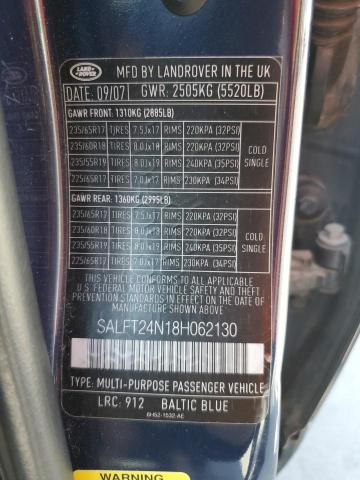 LAND ROVER
MFD BY LANDROVER IN THE UK
DATE: 09/07 GWR: 2505KG (5520LB)
GAWR FRONT: 1310KG (2885LB)
235/65R17 TIRES 7.5Jx17 RIMS 220KPA (32PSI)
235/60R18 TIRES 8.0Jx18 RIMS 220KPA (32PSI) COLD
235/55R19 TIRES 8.0Jx19 RIMS 240KPA (35PSI) SINGLE
225/65R17 TIRES 7.0Jx17 RIMS 230KPA (34PSI)
GAWR REAR: 1360KG (2995LB)
235/65R17 TIRES 7.5Jx17 RIMS 220KPA (32PSI)
235/60R18 TIRES 8.0Jx18 RIMS 220KPA (32PSI) COLD
235/55R19 TIRES 8.0Jx19 RIMS 240KPA (35PSI) SINGLE
225/65R17 TIRES 7.0Jx17 RIMS 230KPA (34PSI)
THIS VEHICLE CONFORMS TO ALL APPLICABLE
U.S FEDERAL MOTOR VEHICLE SAFETY AND
THEFT PREVENTION STANDARDS IN EFFECT ON
THE DATE OF MANUFACTURE SHOWN ABOVE.
SALFT24N18H062130
TYPE: MULTI-PURPOSE PASSENGER VEHICLE
LRC: 912 BALTIC BLUE
6H52-1532-AE
WARNING